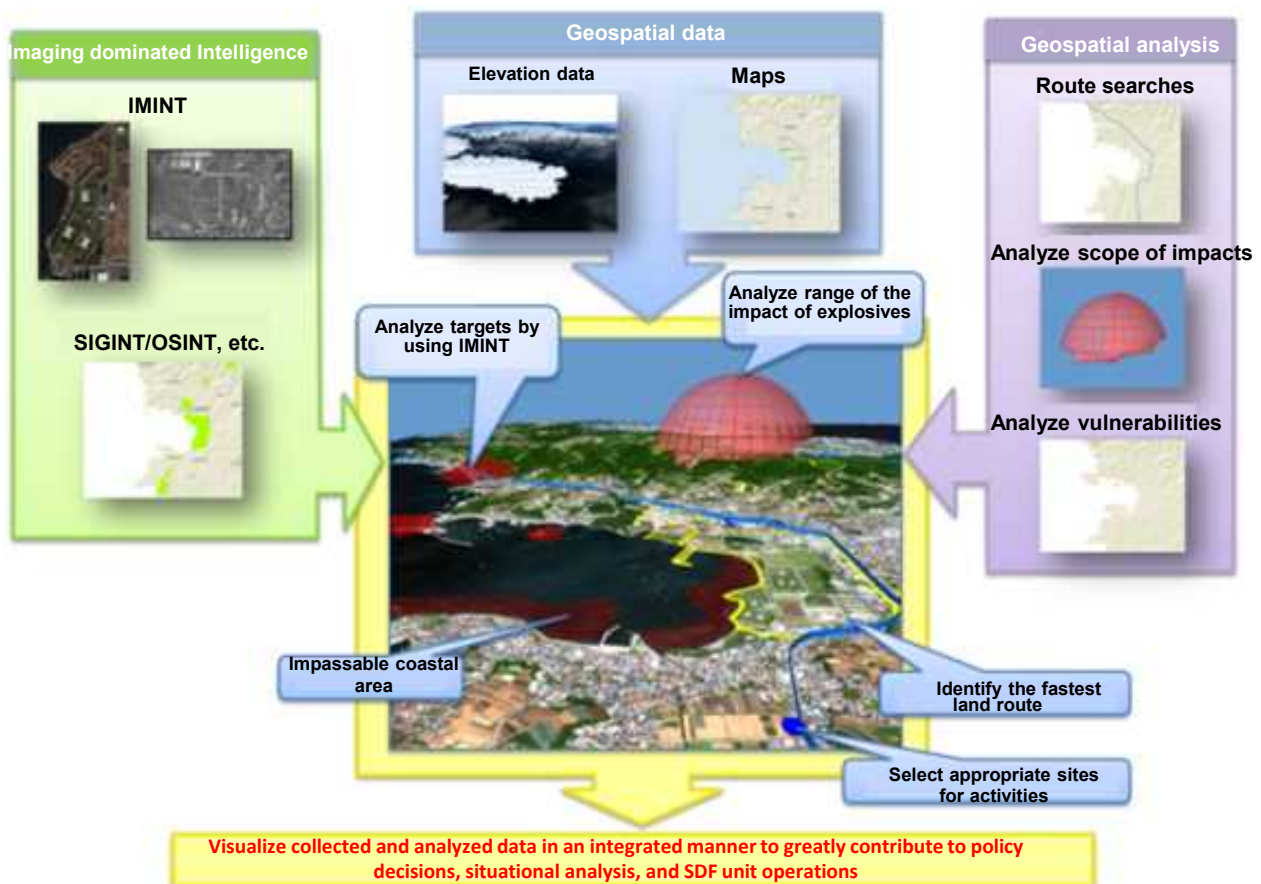 Imaging dominated Intelligence
IMINT
SIGINT/OSINT, etc.
Geospatial data
Elevation data
Maps
Geospatial analysis
Route searches
Analyze scope of impacts
Analyze vulnerabilities
Analyze targets by
using IMINT
Analyze range of the
impact of explosives
Impassable coastal
area
Identify the fastest
land route
Select appropriate sites
for activities
Visualize collected and analyzed data in an integrated manner to greatly contribute to policy
decisions, situational analysis, and SDF unit operations